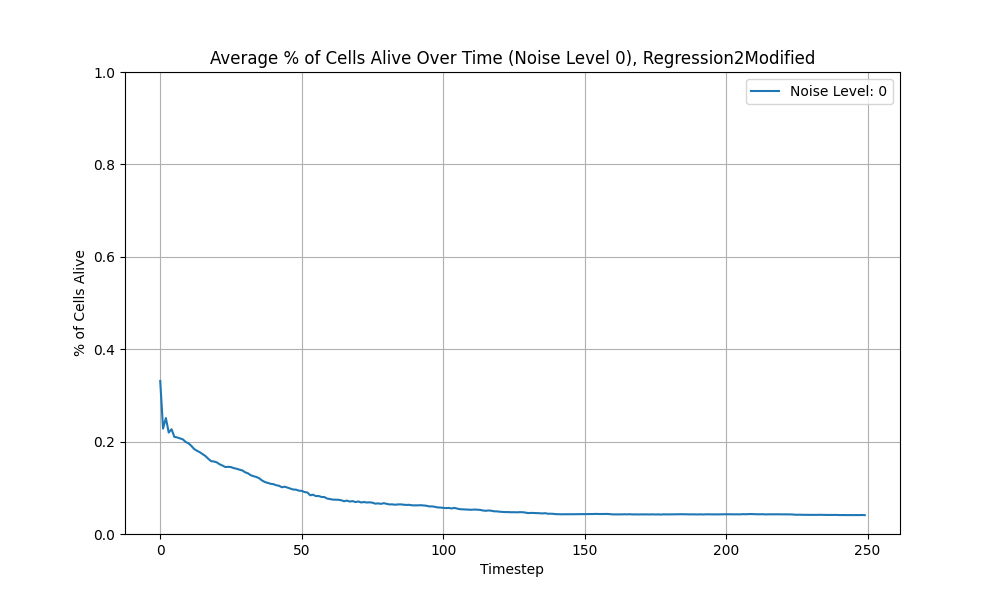 Average % of Cells Alive Over Time (Noise Level 0), Regression2Modified
Noise Level: 0
1.0
0.8
0.6
0.4
0.2
0.0
% of Cells Alive
0 50 100 150 200 250
Timestep